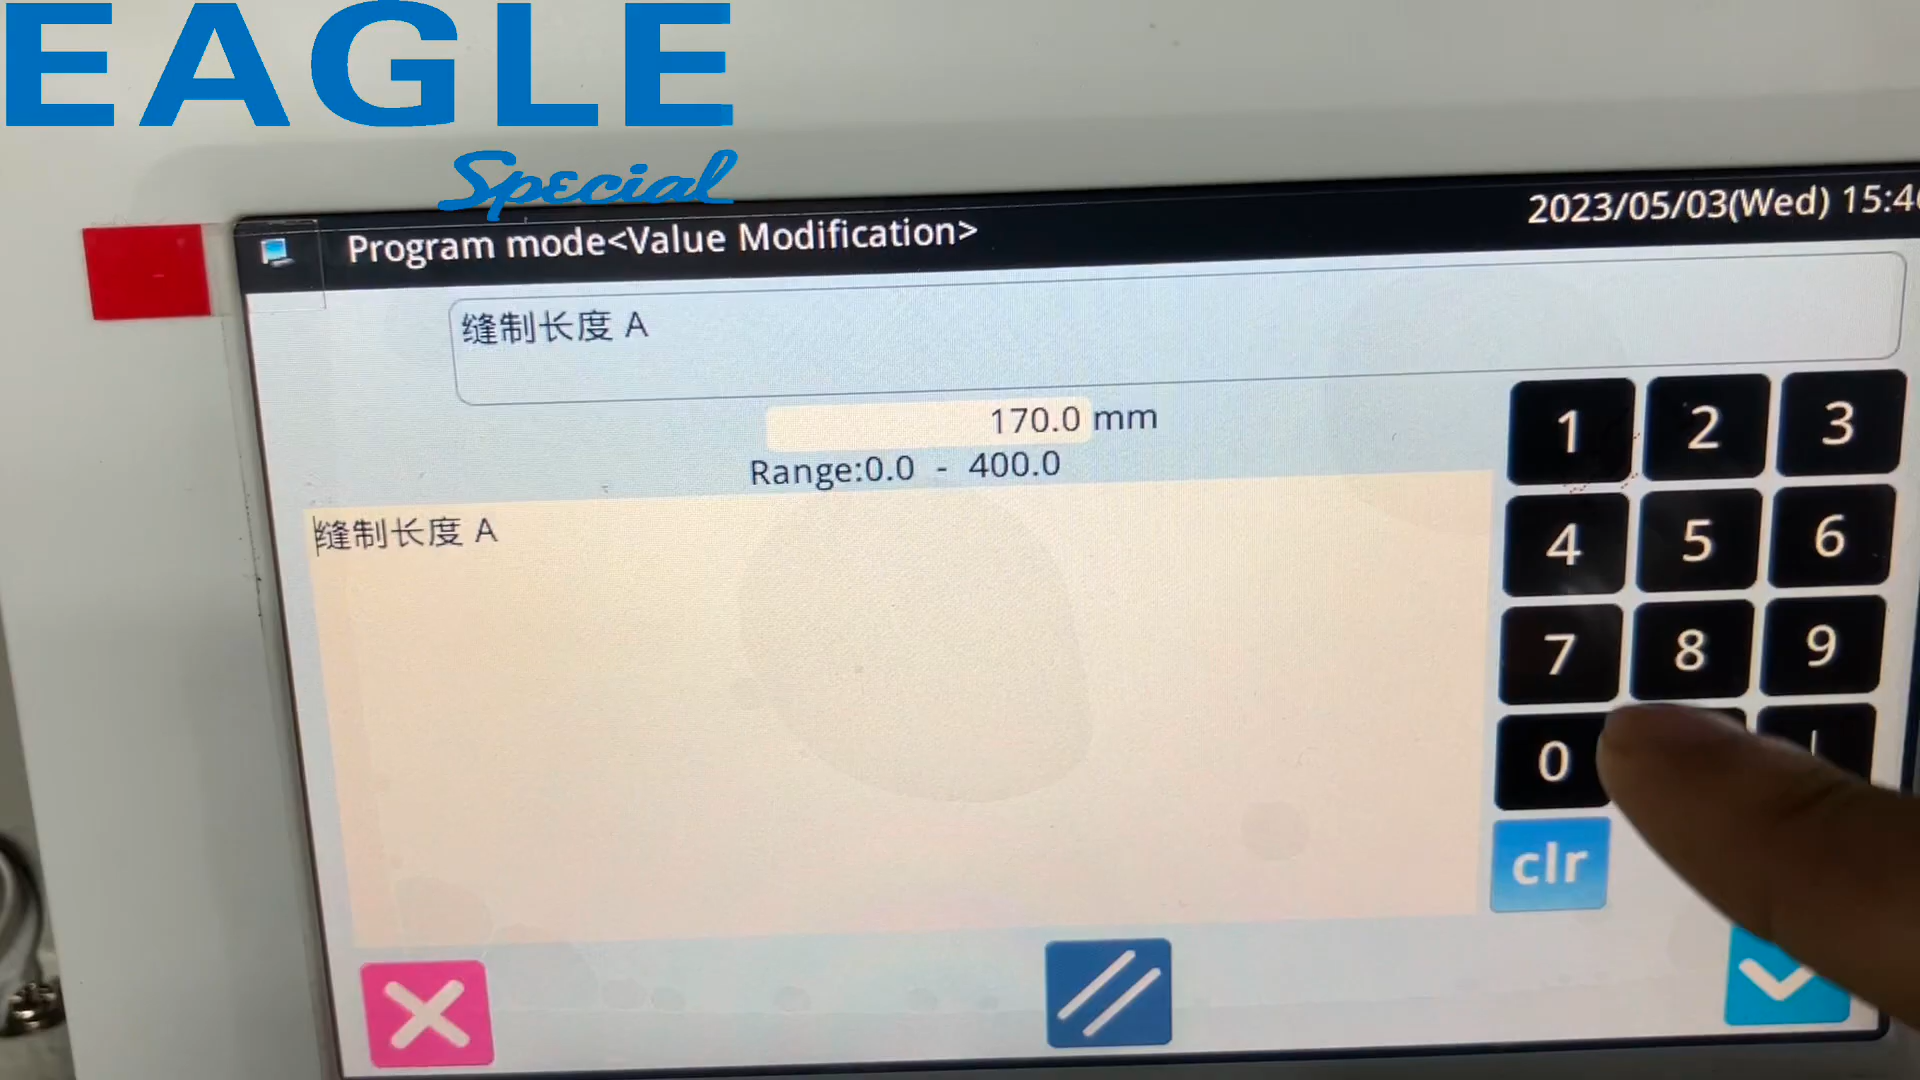 EAGLE
Special
Program mode<Value Modification>
2023/05/03(Wed) 15:4
缝制长度 A
170.0 mm
Range:0.0 - 400.0
缝制长度 A
1 2 3
4 5 6
7 8 9
0
clr